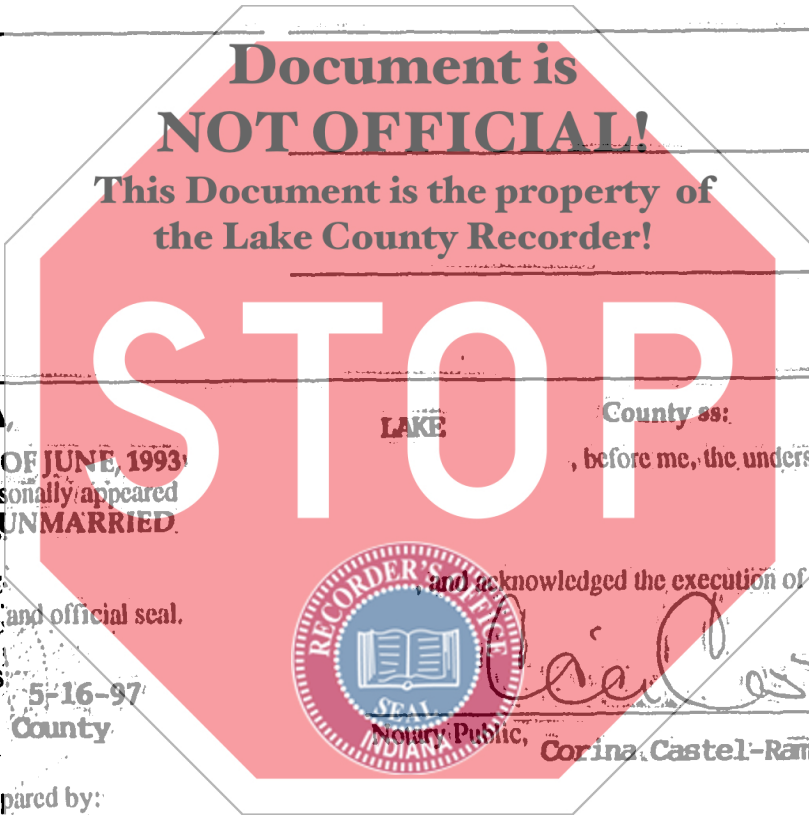 Document is
NOT OFFICIAL!
This Document is the property of
the Lake County Recorder!
STOP
LAKE County ss:
OF JUNE, 1993 , before me, the unders
sonally appeared
UNMARRIED
, and acknowledged the execution of
and official seal.
RECORDER'S OFFICE
SEAL
INDIANA
5-16-97
County
Notary Public, Corina Castel-Ram
pared by: